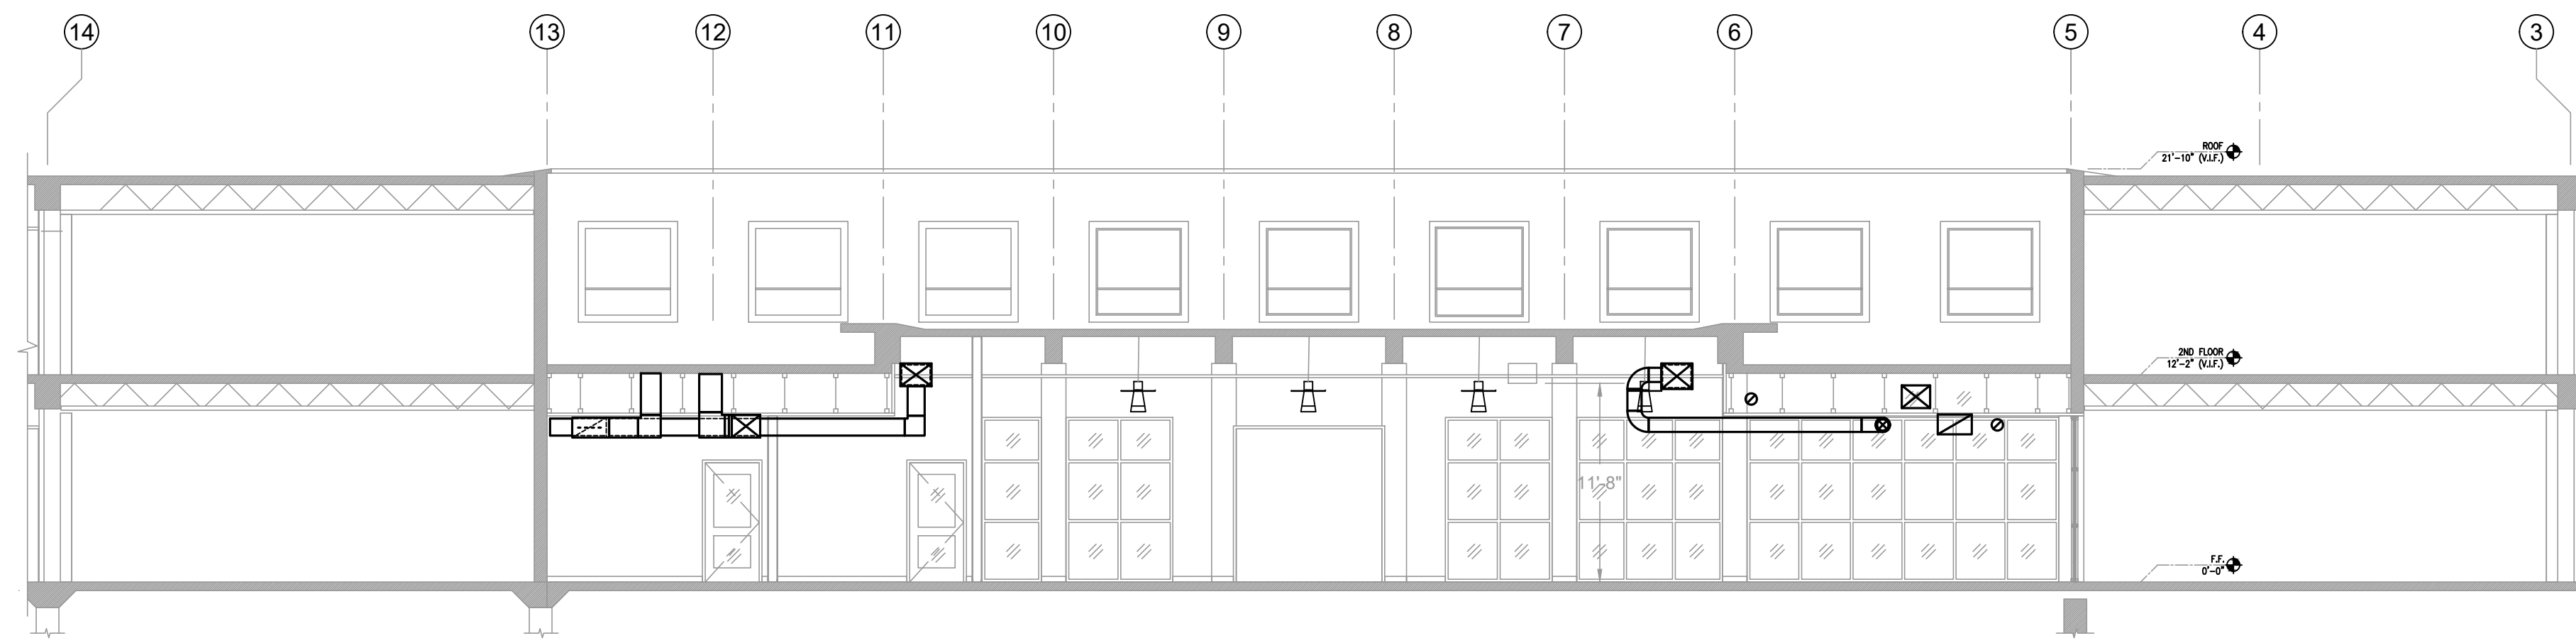 14
13
12
11
10
9
8
7
6
5
4
3
ROOF
21'-10" (V.I.F.)
2ND FLOOR
12'-2" (V.I.F.)
11'-8"
F.F.
0'-0"